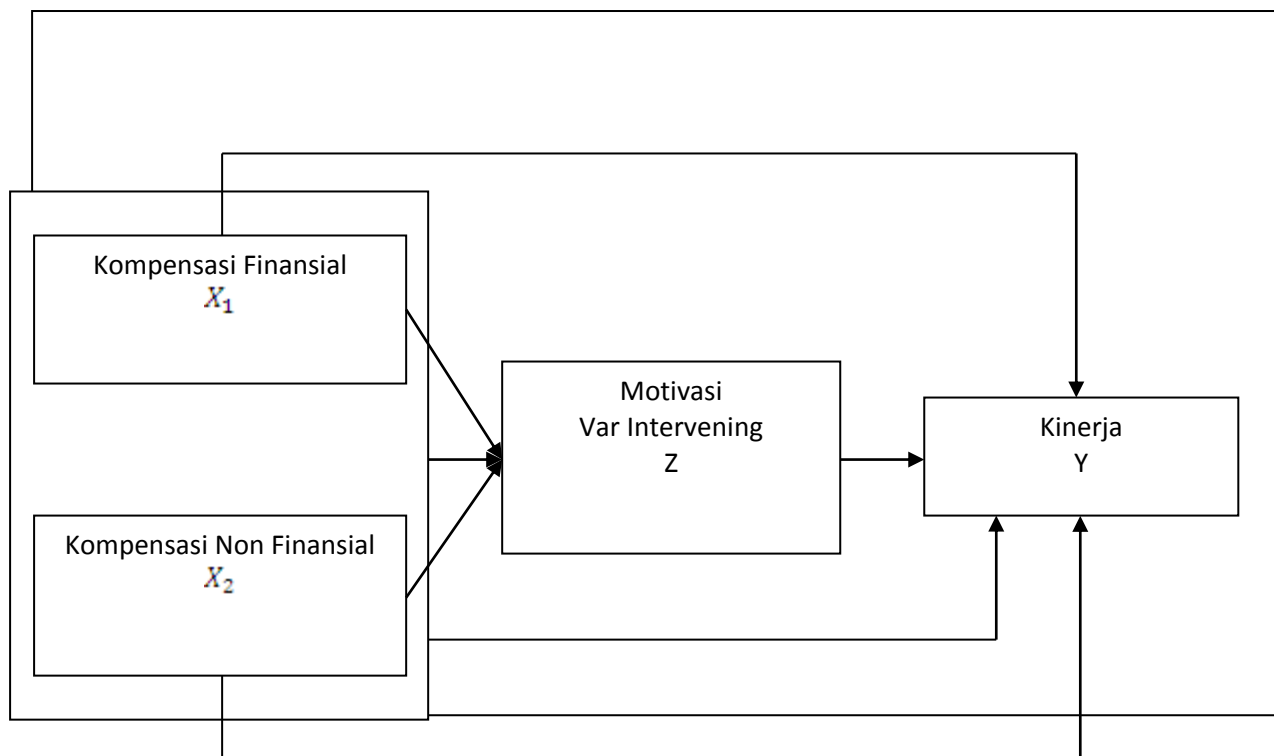 Kompensasi Finansial
X₁
Motivasi
Var Intervening
Z
Kinerja
Y
Kompensasi Non Finansial
X₂